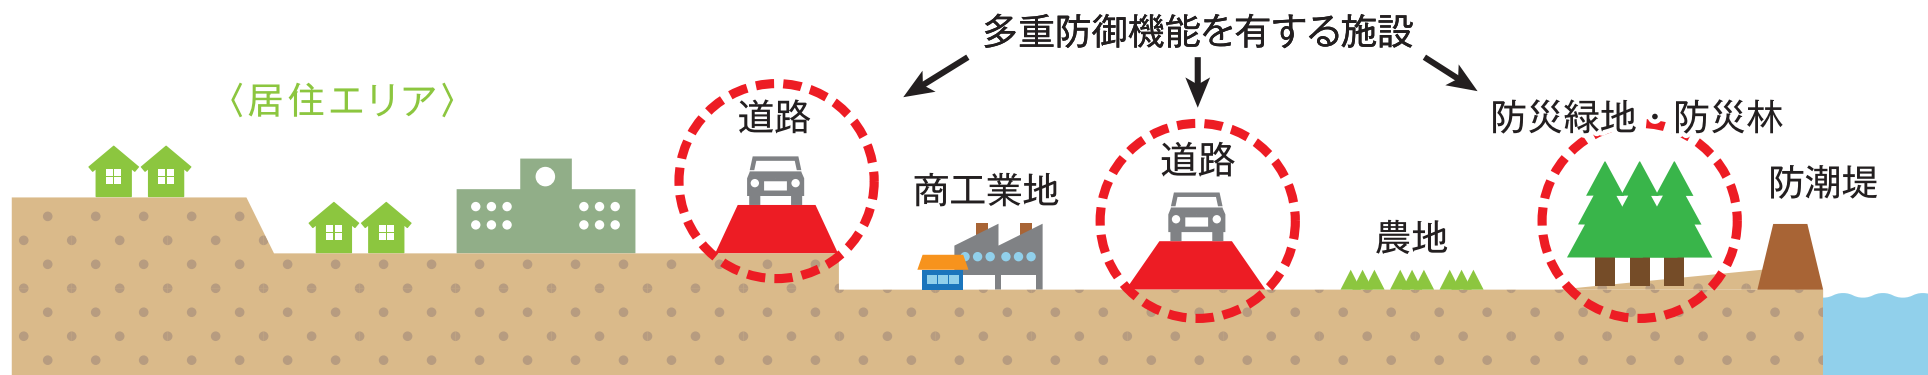 多重防御機能を有する施設
〈居住エリア〉
道路
商工業地
道路
農地
防災緑地・防災林
防潮堤